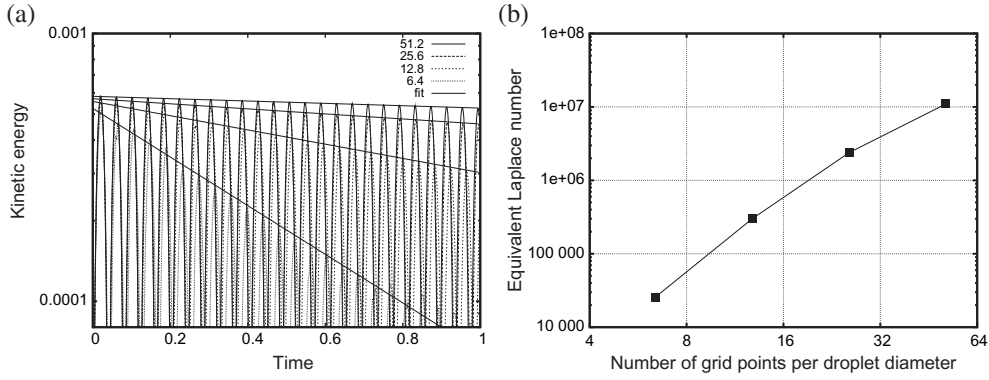 (a)
0.001
0.0001
Kinetic energy
51.2
25.6
12.8
6.4
fit
0
0.2
0.4
0.6
0.8
1
Time
(b)
1e+08
1e+07
1e+06
100 000
10 000
Equivalent Laplace number
4
8
16
32
64
Number of grid points per droplet diameter